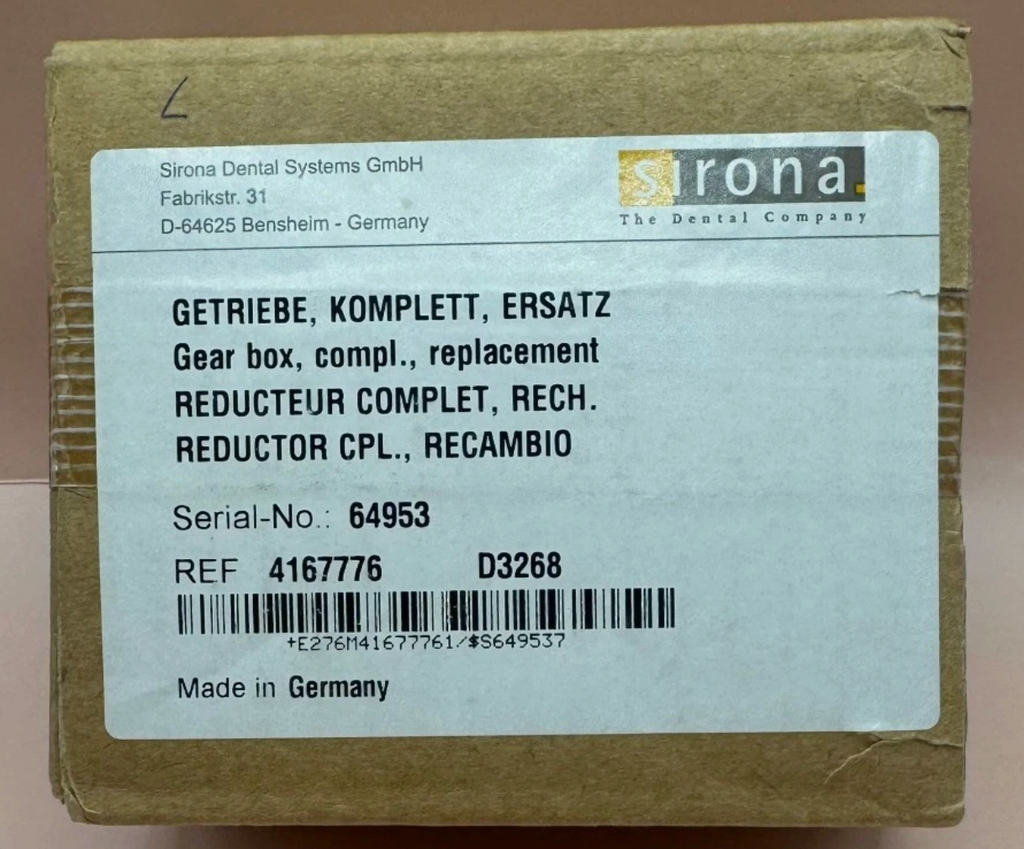 Sirona Dental Systems GmbH
Fabrikstr. 31
D-64625 Bensheim - Germany
sirona.
The Dental Company
GETRIEBE, KOMPLETT, ERSATZ
Gear box, compl., replacement
REDUCTEUR COMPLET, RECH.
REDUCTOR CPL., RECAMBIO
Serial-No.: 64953
REF 4167776 D3268
+E276M41677761/$S649537
Made in Germany